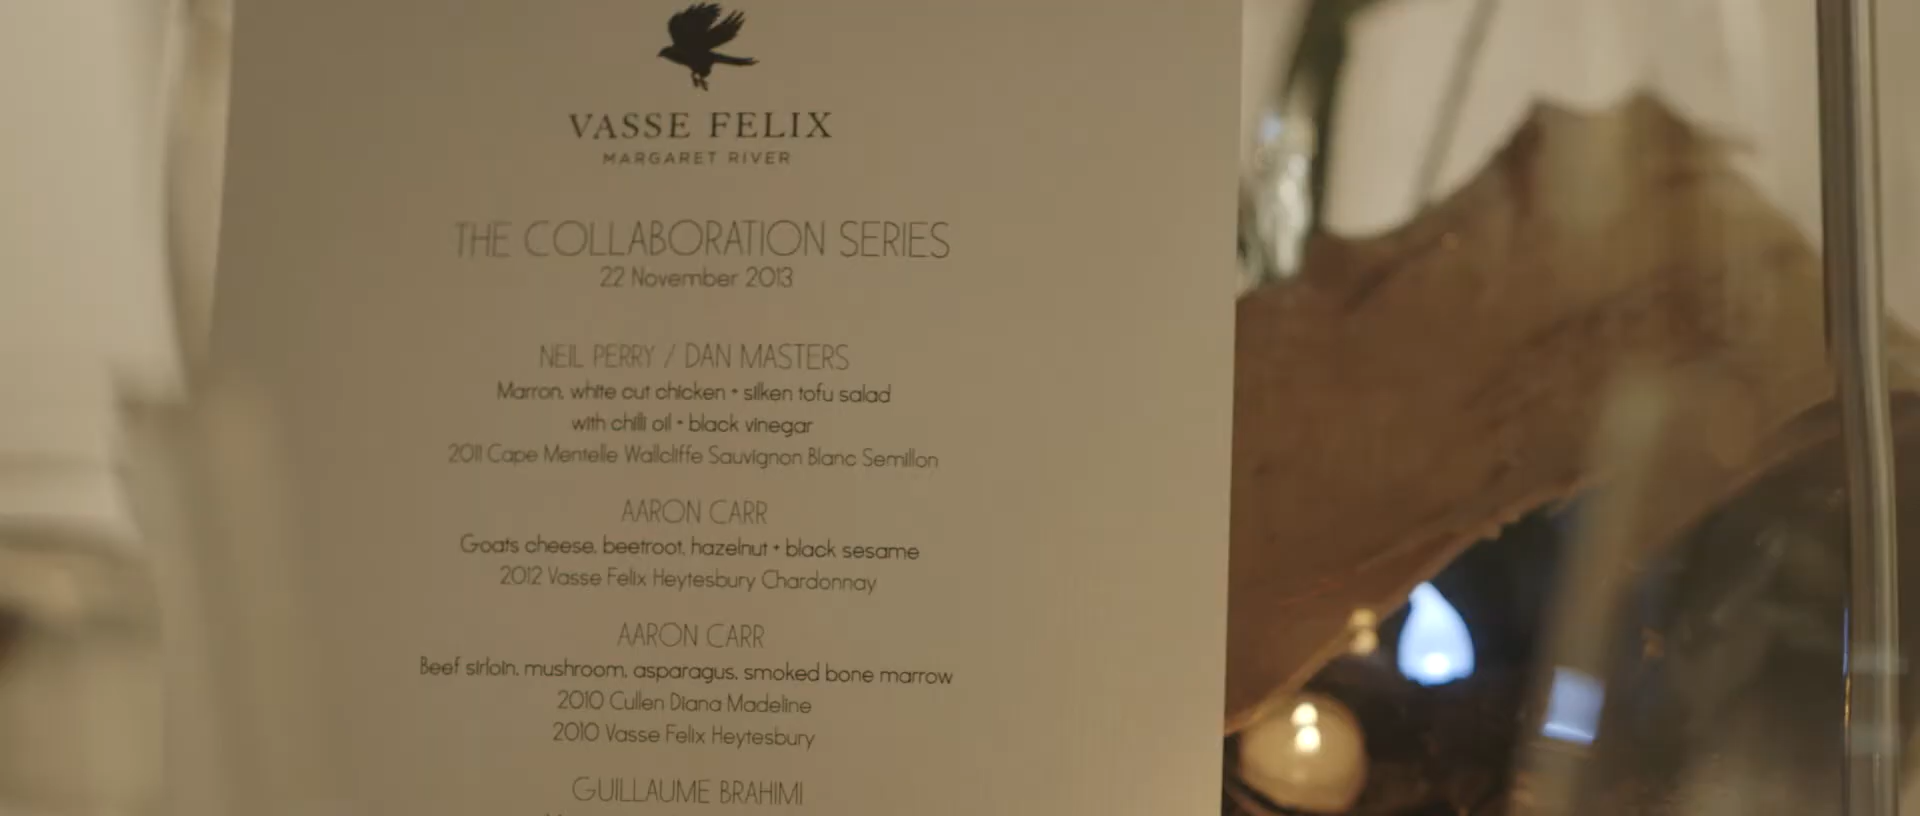 VASSE FELIX
MARGARET RIVER
THE COLLABORATION SERIES
22 November 2013
NEIL PERRY / DAN MASTERS
Marron, white cut chicken + silken tofu salad
with chilli oil + black vinegar
2011 Cape Mentelle Wallcliffe Sauvignon Blanc Semillon
AARON CARR
Goats cheese, beetroot, hazelnut + black sesame
2012 Vasse Felix Heytesbury Chardonnay
AARON CARR
Beef sirloin, mushroom, asparagus, smoked bone marrow
2010 Cullen Diana Madeline
2010 Vasse Felix Heytesbury
GUILLAUME BRAHIMI